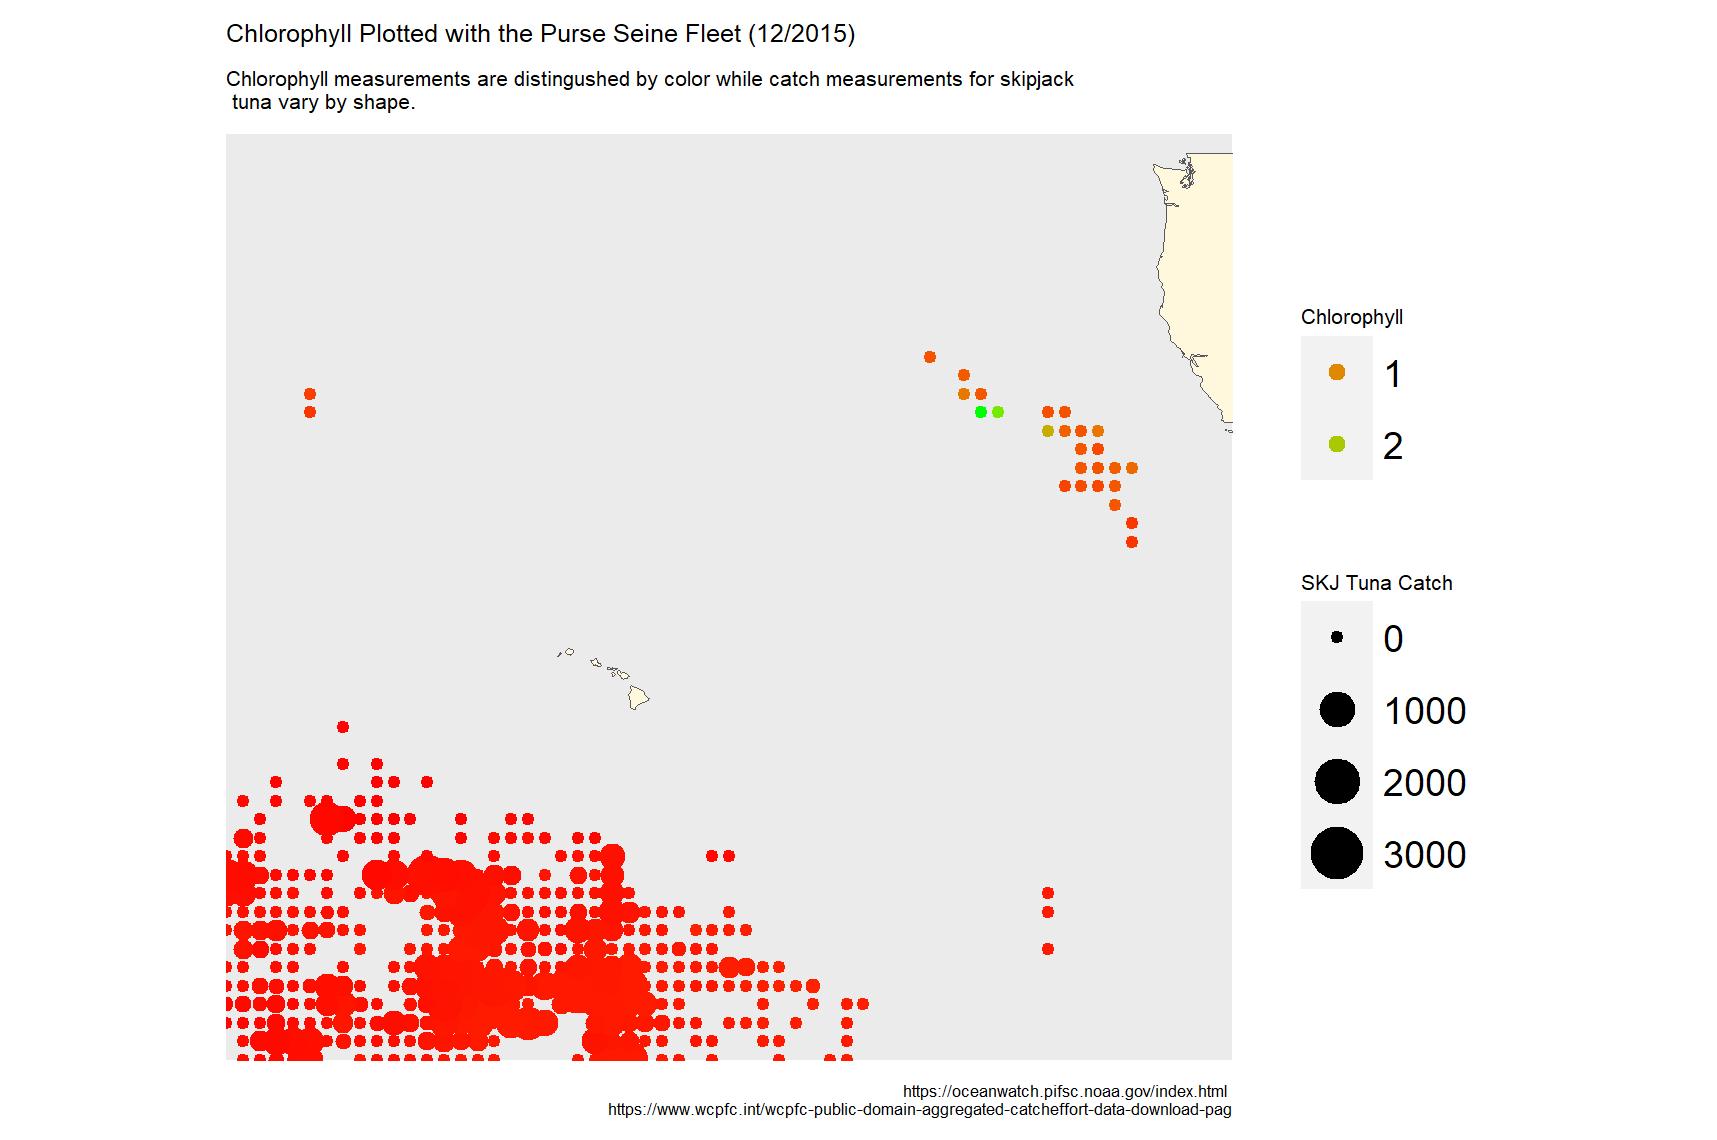 Chlorophyll Plotted with the Purse Seine Fleet (12/2015)
Chlorophyll measurements are distingushed by color while catch measurements for skipjack
tuna vary by shape.
Chlorophyll
1
2
SKJ Tuna Catch
0
1000
2000
3000
https://oceanwatch.pifsc.noaa.gov/index.html
https://www.wcpfc.int/wcpfc-public-domain-aggregated-catcheffort-data-download-pag